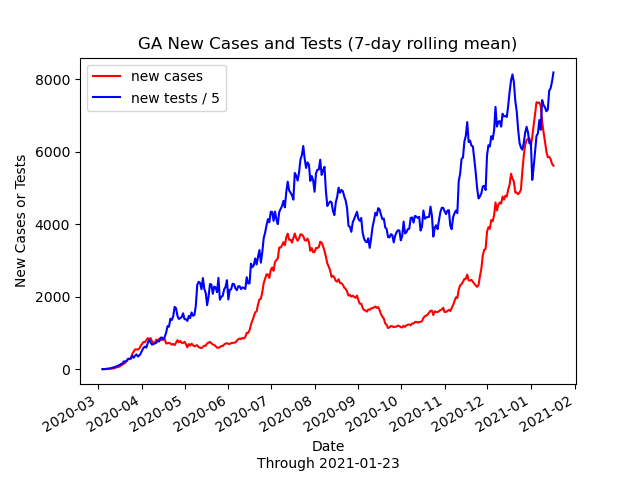 GA New Cases and Tests (7-day rolling mean)
new cases
new tests / 5
New Cases or Tests
8000
6000
4000
2000
0
2020-03
2020-04
2020-05
2020-06
2020-07
2020-08
2020-09
2020-10
2020-11
2020-12
2021-01
2021-02
Date
Through 2021-01-23